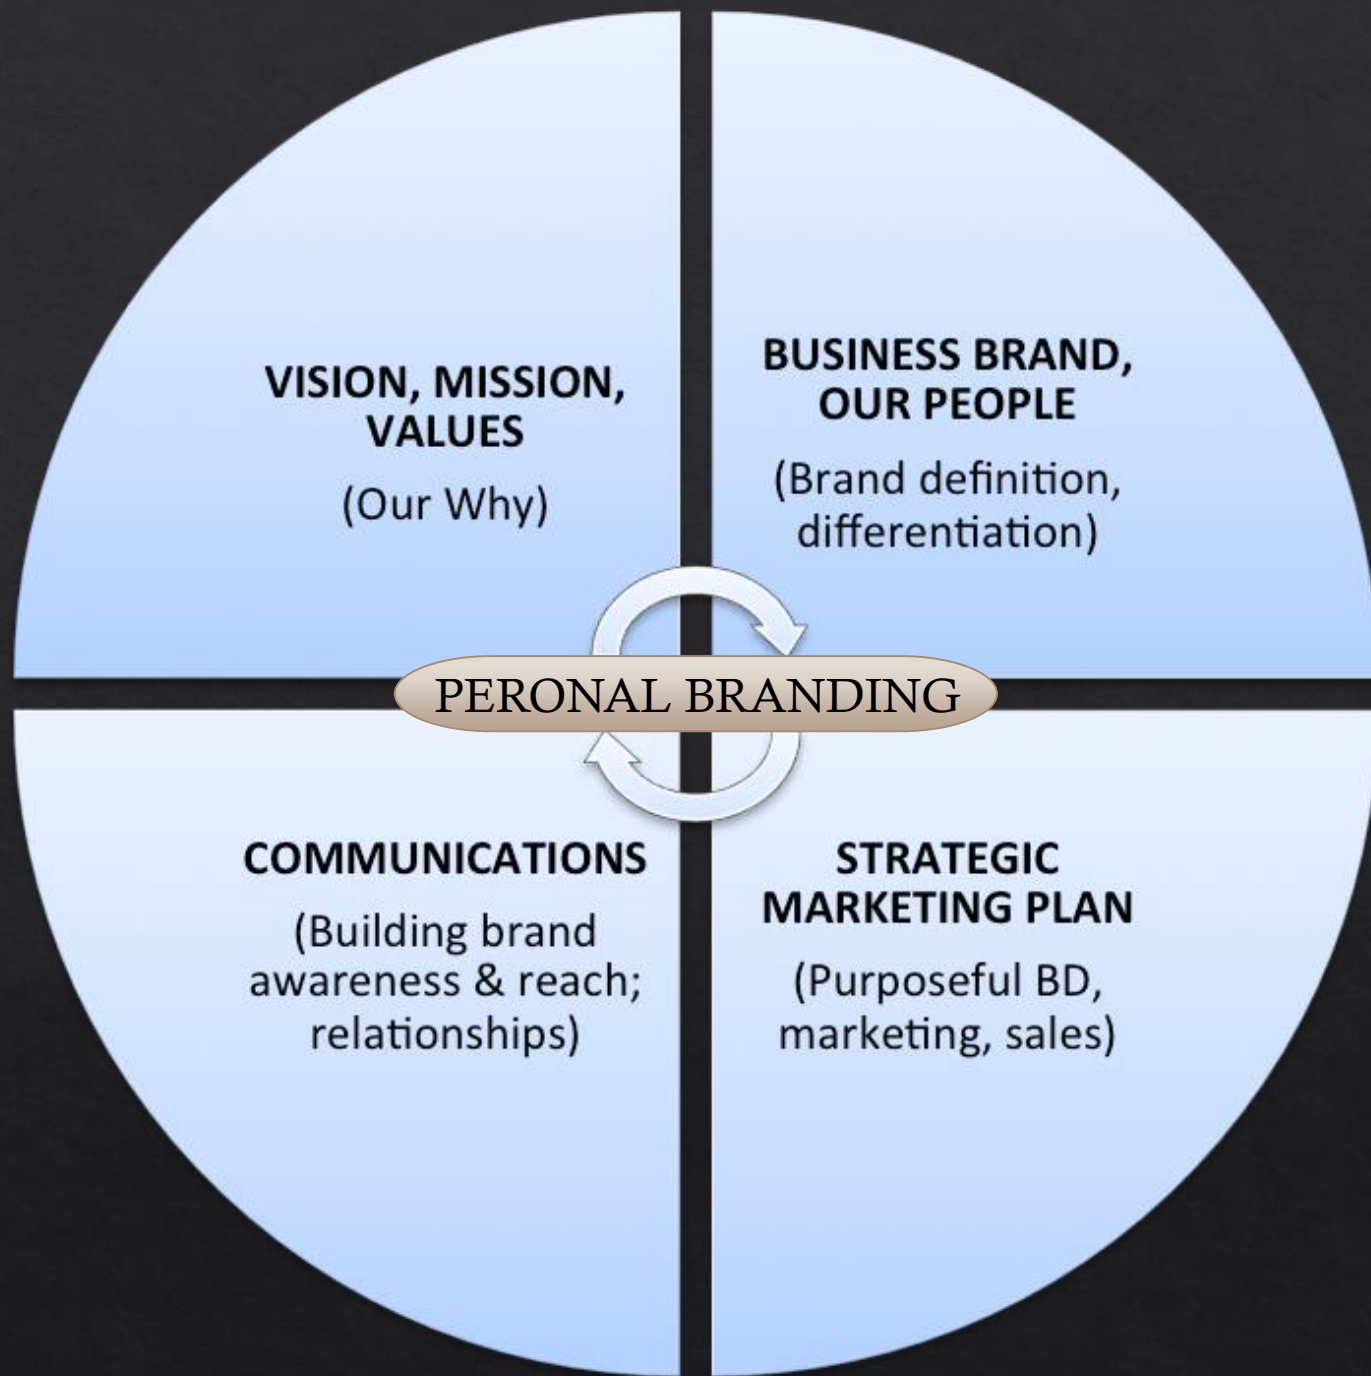 VISION, MISSION,
VALUES
(Our Why)
BUSINESS BRAND,
OUR PEOPLE
(Brand definition,
differentiation)
PERONAL BRANDING
COMMUNICATIONS
(Building brand
awareness & reach;
relationships)
STRATEGIC
MARKETING PLAN
(Purposeful BD,
marketing, sales)